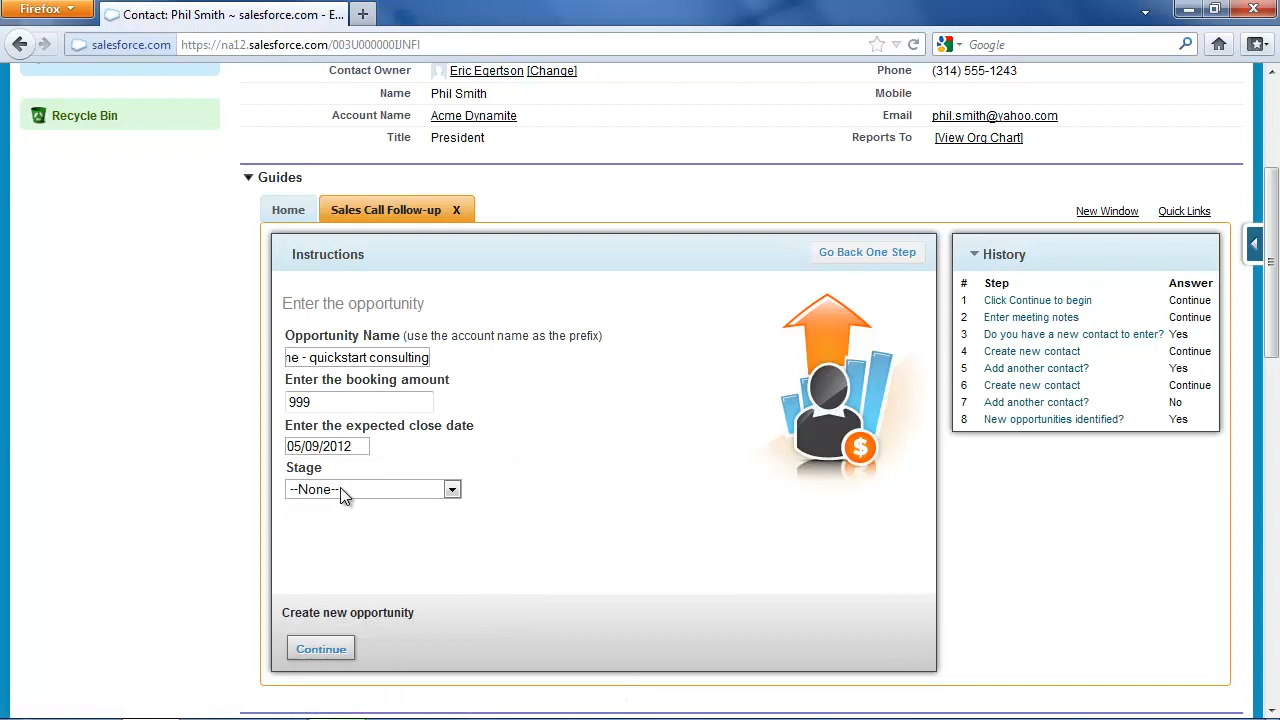 Firefox
Contact: Phil Smith ~ salesforce.com - E...
salesforce.com
https://na12.salesforce.com/003U000000IJNFI
Google
Recycle Bin
Contact Owner Eric Egertson [Change] Phone (314) 555-1243
Name Phil Smith Mobile
Account Name Acme Dynamite Email phil.smith@yahoo.com
Title President Reports To [View Org Chart]
Guides
Home Sales Call Follow-up X New Window Quick Links
Instructions
Go Back One Step
Enter the opportunity
Opportunity Name (use the account name as the prefix)
ne - quickstart consulting
Enter the booking amount
999
Enter the expected close date
05/09/2012
Stage
--None--
$
Create new opportunity
Continue
History
# Step Answer
1 Click Continue to begin Continue
2 Enter meeting notes Continue
3 Do you have a new contact to enter? Yes
4 Create new contact Continue
5 Add another contact? Yes
6 Create new contact Continue
7 Add another contact? No
8 New opportunities identified? Yes